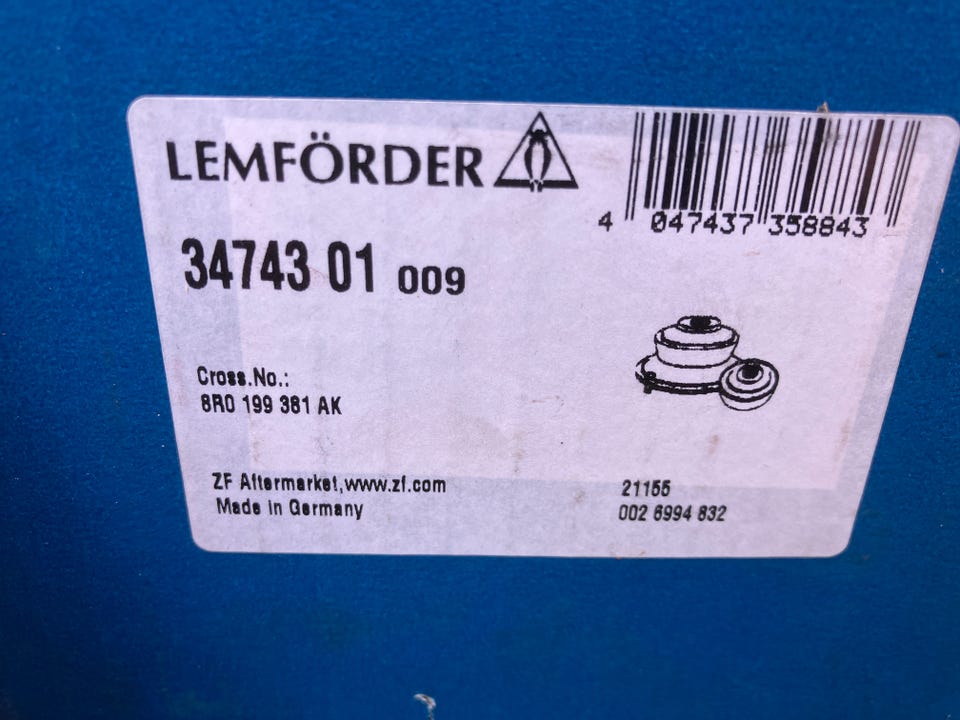 LEMFÖRDER
4 047437 358843
34743 01 009
Cross.No.:
8R0 199 381 AK
ZF Aftermarket,www.zf.com
Made in Germany
21155
002 6994 832